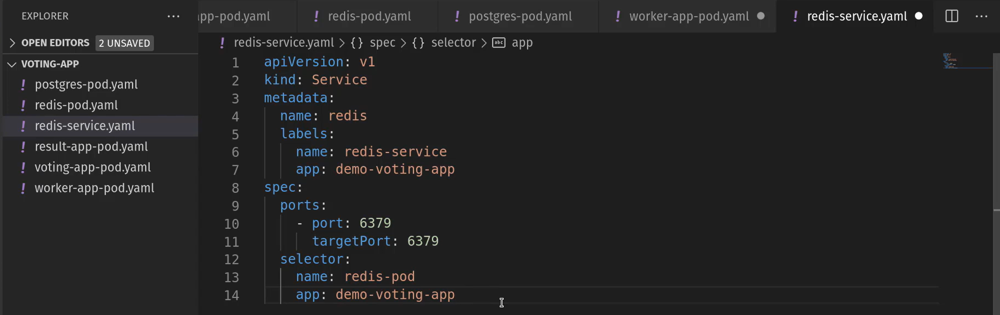 EXPLORER
app-pod.yaml
redis-pod.yaml
postgres-pod.yaml
worker-app-pod.yaml
redis-service.yaml
OPEN EDITORS 2 UNSAVED
VOTING-APP
postgres-pod.yaml
redis-pod.yaml
redis-service.yaml
result-app-pod.yaml
voting-app-pod.yaml
worker-app-pod.yaml
redis-service.yaml > {} spec > {} selector > abc app
1 apiVersion: v1
2 kind: Service
3 metadata:
4   name: redis
5   labels:
6     name: redis-service
7     app: demo-voting-app
8 spec:
9   ports:
10     - port: 6379
11       targetPort: 6379
12   selector:
13     name: redis-pod
14     app: demo-voting-app